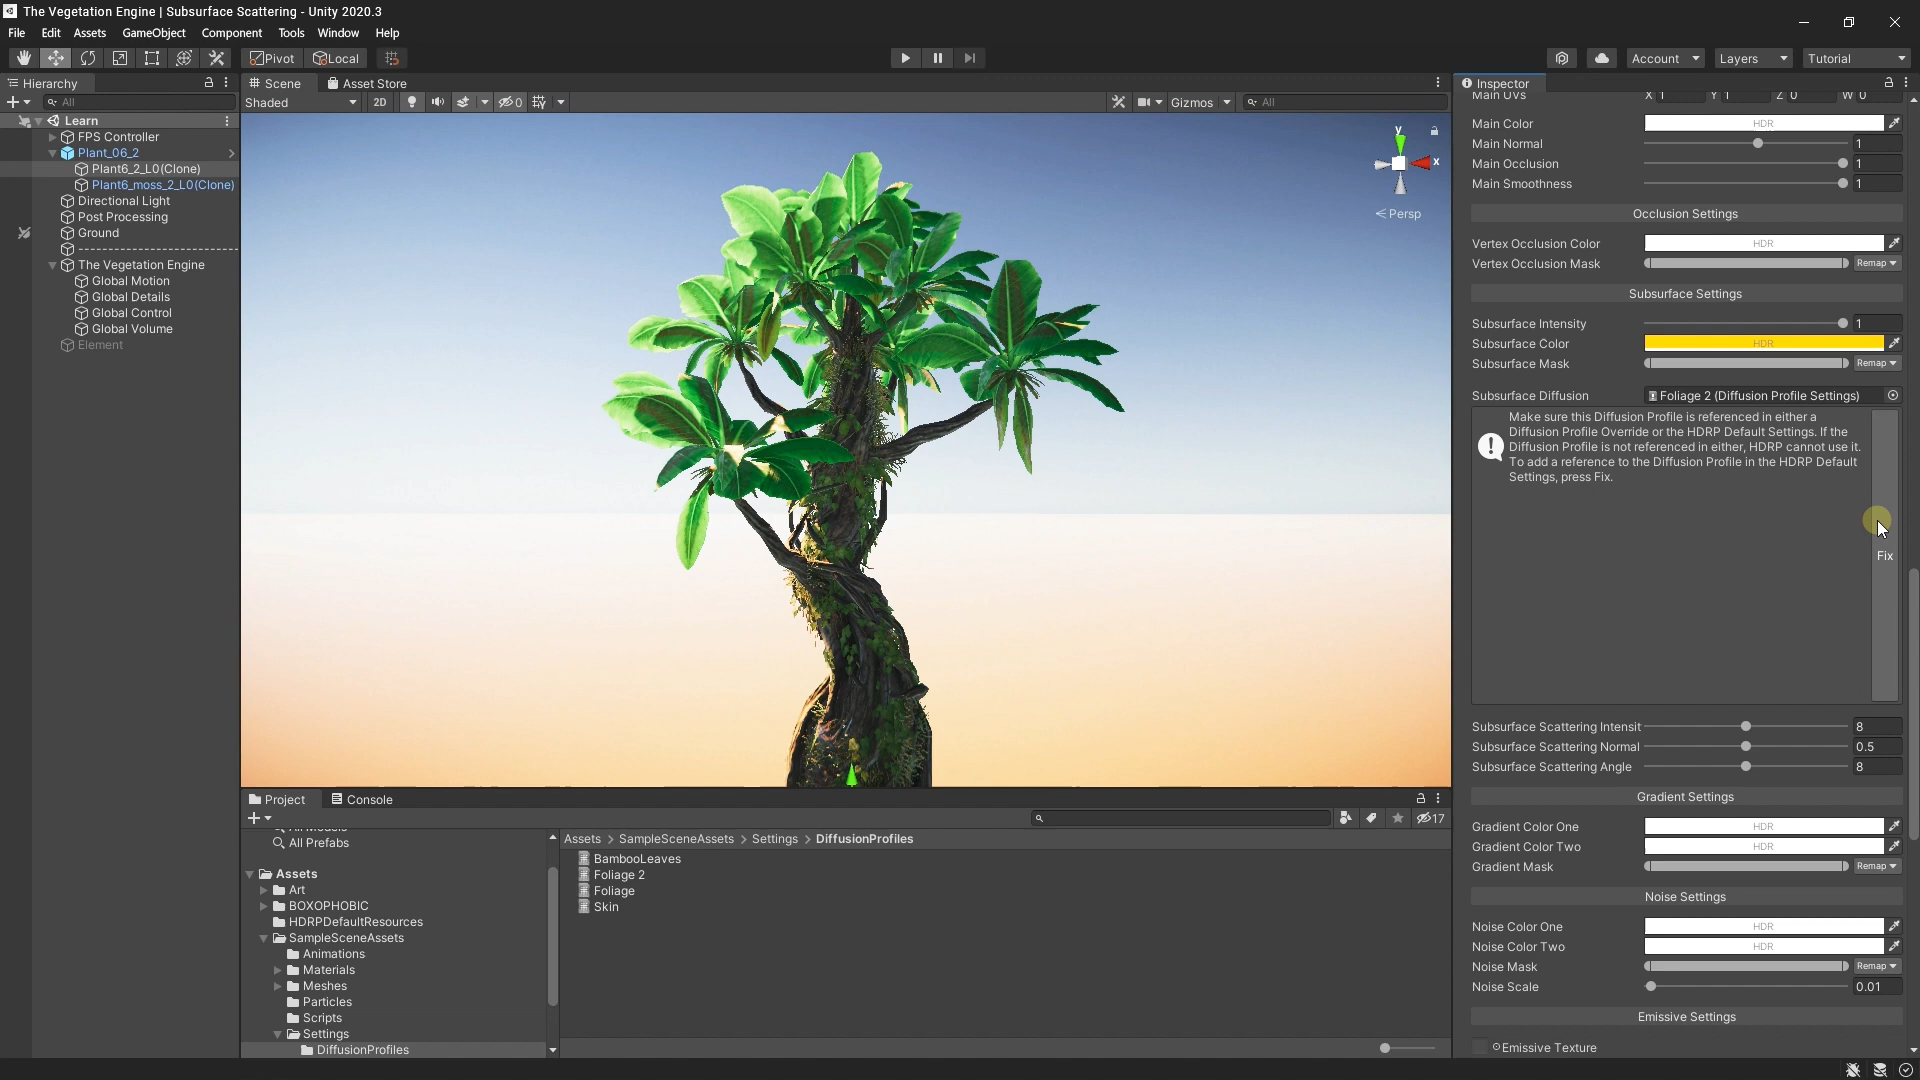 The Vegetation Engine | Subsurface Scattering - Unity 2020.3
File Edit Assets GameObject Component Tools Window Help
Pivot Local Account Layers Tutorial
Hierarchy
All
Learn
FPS Controller
Plant_06_2
Plant6_2_L0(Clone)
Plant6_moss_2_L0(Clone)
Directional Light
Post Processing
Ground
---------------------------------
The Vegetation Engine
Global Motion
Global Details
Global Control
Global Volume
Element
Scene Asset Store
Shaded 2D 0 Gizmos All
y
x
Persp
Inspector
Main UVs X 1 Y 1 Z 0 W 0
Main Color HDR
Main Normal 1
Main Occlusion 1
Main Smoothness 1
Occlusion Settings
Vertex Occlusion Color HDR
Vertex Occlusion Mask Remap
Subsurface Settings
Subsurface Intensity 1
Subsurface Color HDR
Subsurface Mask Remap
Subsurface Diffusion Foliage 2 (Diffusion Profile Settings)
Make sure this Diffusion Profile is referenced in either a
Diffusion Profile Override or the HDRP Default Settings. If the
Diffusion Profile is not referenced in either, HDRP cannot use it.
To add a reference to the Diffusion Profile in the HDRP Default
Settings, press Fix.
Fix
Subsurface Scattering Intensit 8
Subsurface Scattering Normal 0.5
Subsurface Scattering Angle 8
Gradient Settings
Gradient Color One HDR
Gradient Color Two HDR
Gradient Mask Remap
Noise Settings
Noise Color One HDR
Noise Color Two HDR
Noise Mask Remap
Noise Scale 0.01
Emissive Settings
Emissive Texture
Project Console
17
All Models
All Prefabs
Assets
Art
BOXOPHOBIC
HDRPDefaultResources
SampleSceneAssets
Animations
Materials
Meshes
Particles
Scripts
Settings
DiffusionProfiles
Assets > SampleSceneAssets > Settings > DiffusionProfiles
BambooLeaves
Foliage 2
Foliage
Skin